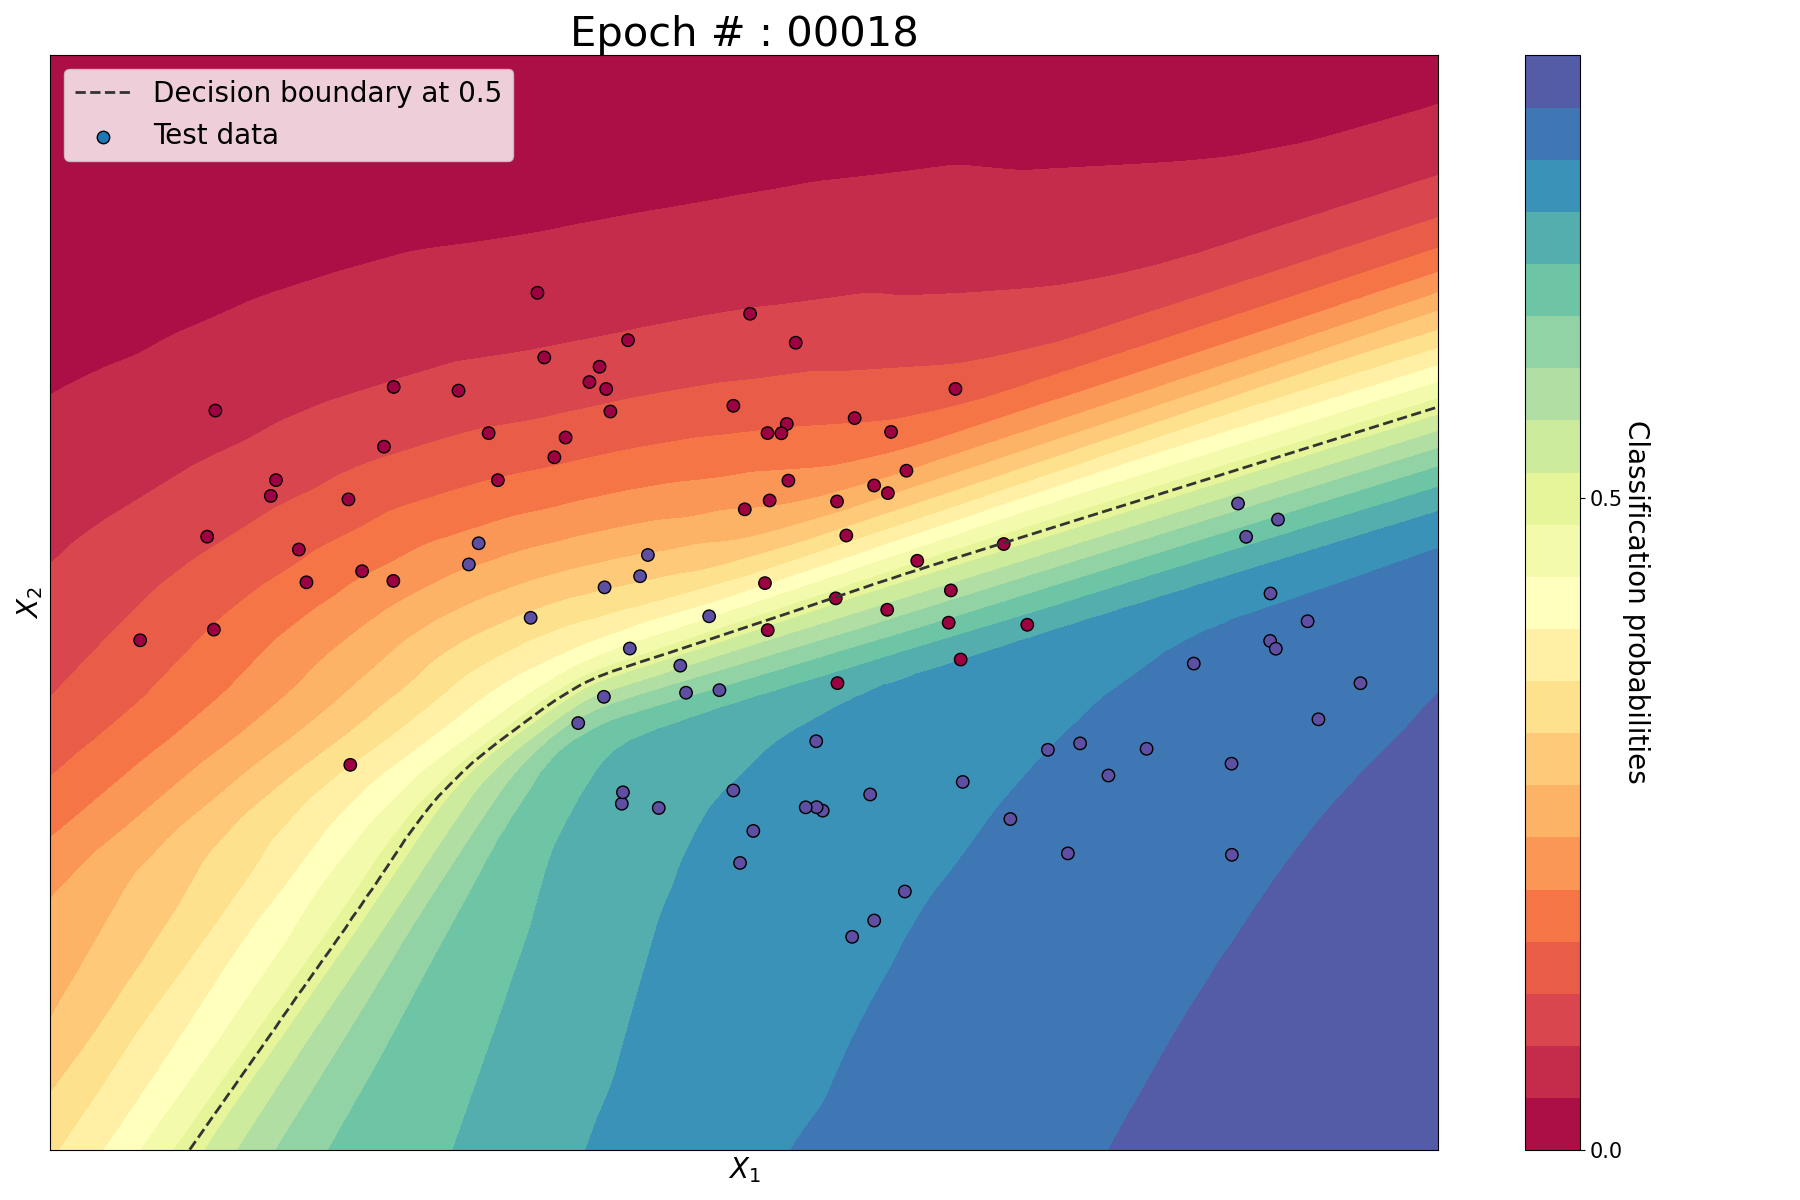 Epoch # : 00018
Decision boundary at 0.5
Test data
X₂
X₁
0.5
0.0
Classification probabilities